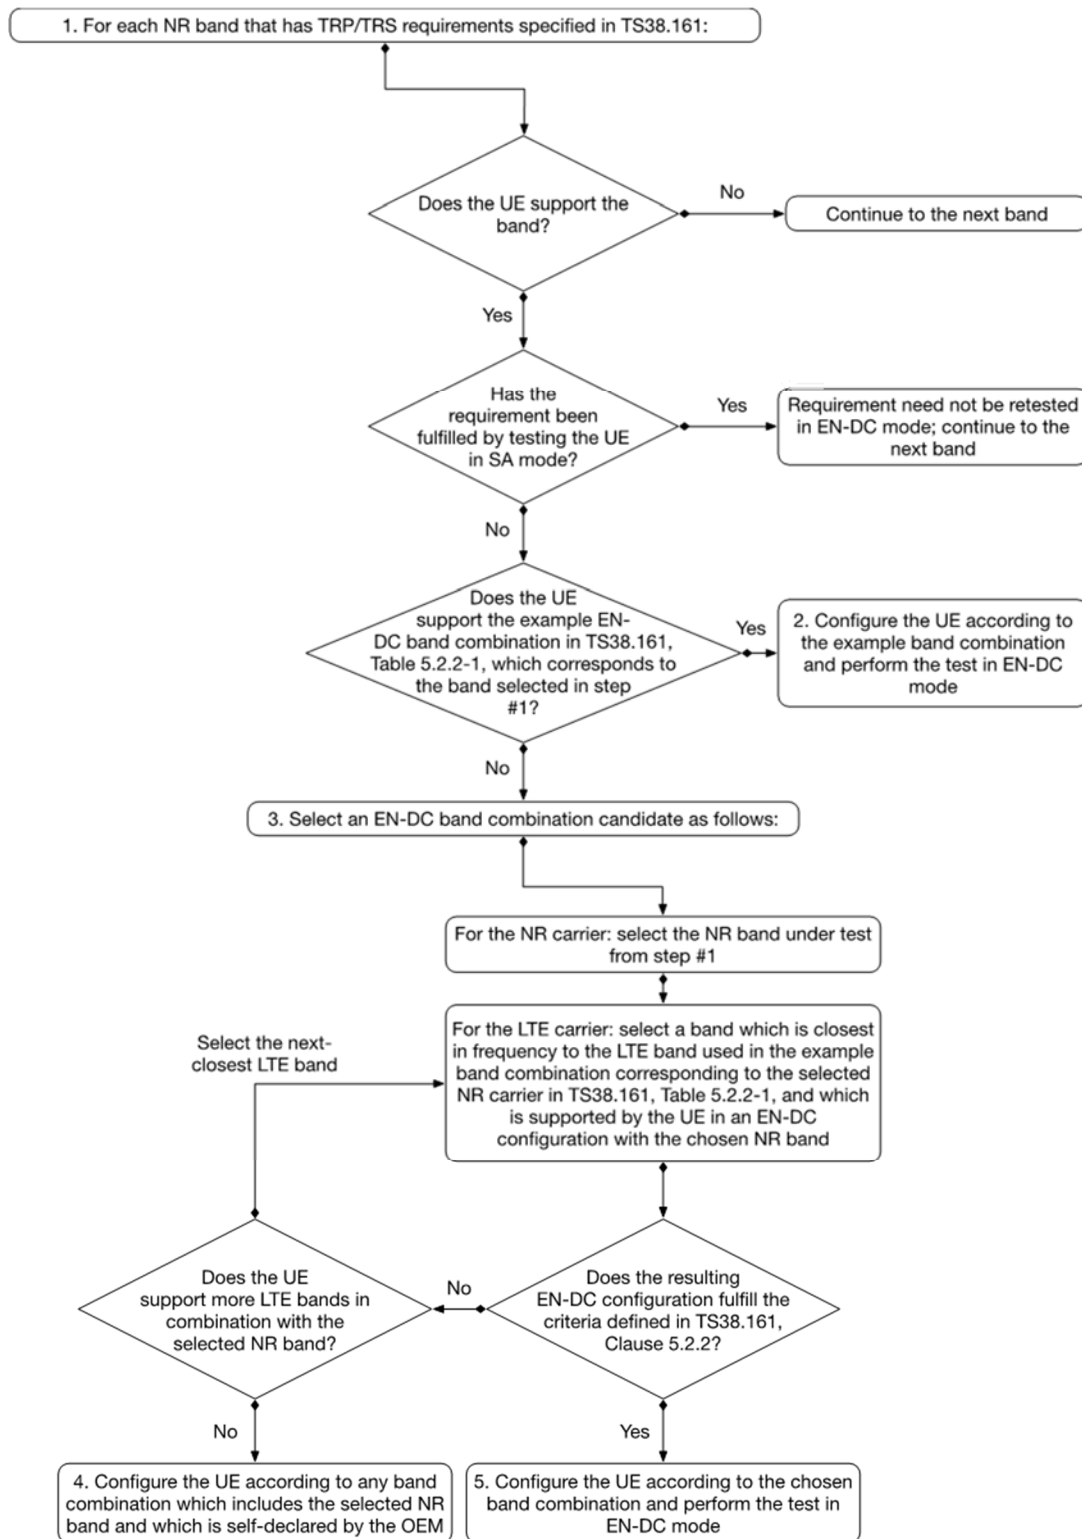 1. For each NR band that has TRP/TRS requirements specified in TS38.161:
Does the UE support the
band?
No
Continue to the next band
Yes
Has the
requirement been
fulfilled by testing the UE
in SA mode?
Yes
Requirement need not be retested
in EN-DC mode; continue to the
next band
No
Does the UE
support the example EN-
DC band combination in TS38.161,
Table 5.2.2-1, which corresponds to
the band selected in step
#1?
Yes
2. Configure the UE according to
the example band combination
and perform the test in EN-DC
mode
No
3. Select an EN-DC band combination candidate as follows:
For the NR carrier: select the NR band under test
from step #1
For the LTE carrier: select a band which is closest
in frequency to the LTE band used in the example
band combination corresponding to the selected
NR carrier in TS38.161, Table 5.2.2-1, and which
is supported by the UE in an EN-DC
configuration with the chosen NR band
Select the next-
closest LTE band
Does the UE
support more LTE bands in
combination with the
selected NR band?
No
Does the resulting
EN-DC configuration fulfill the
criteria defined in TS38.161,
Clause 5.2.2?
No
Yes
4. Configure the UE according to any band
combination which includes the selected NR
band and which is self-declared by the OEM
5. Configure the UE according to the chosen
band combination and perform the test in
EN-DC mode